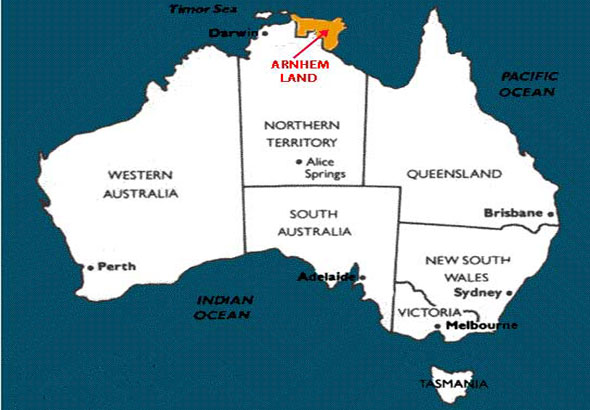 Timor Sea
Darwin
ARNHEM
LAND
PACIFIC
OCEAN
NORTHERN
TERRITORY
Alice
Springs
WESTERN
AUSTRALIA
QUEENSLAND
SOUTH
AUSTRALIA
Brisbane
Perth
Adelaide
NEW SOUTH
WALES
Sydney
INDIAN
OCEAN
VICTORIA
Melbourne
TASMANIA